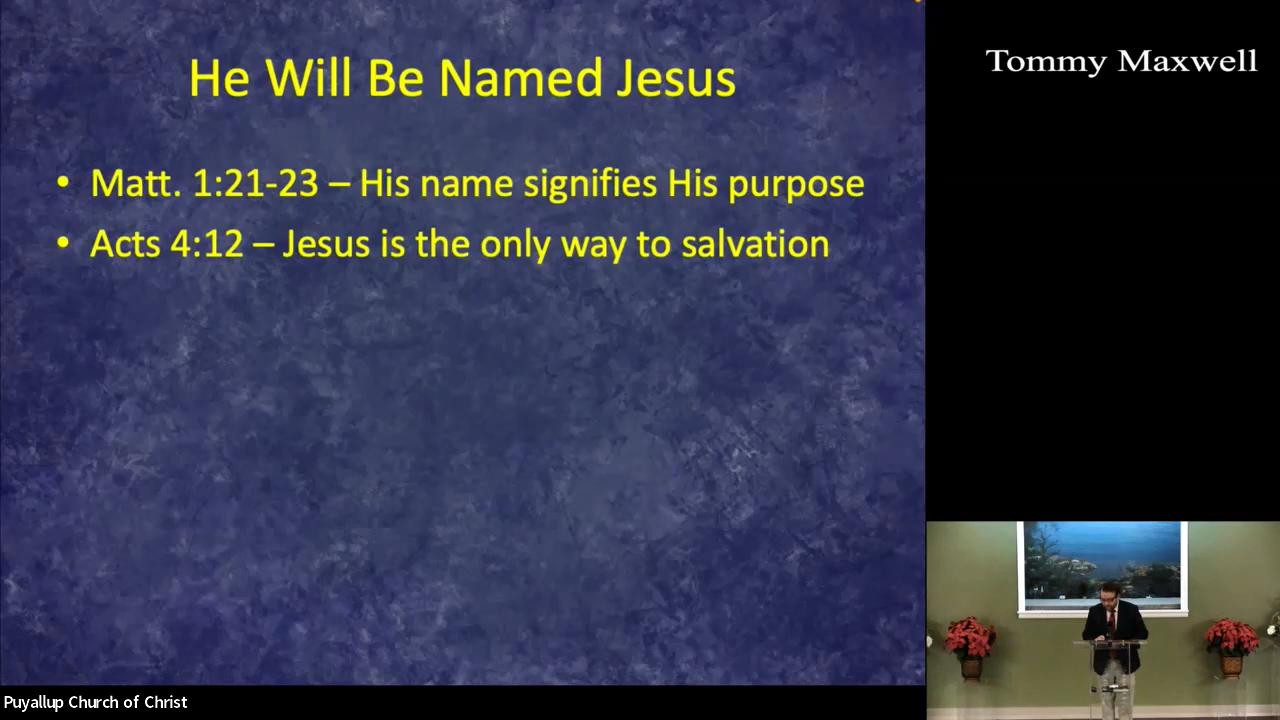 He Will Be Named Jesus
• Matt. 1:21-23 – His name signifies His purpose
• Acts 4:12 – Jesus is the only way to salvation
Tommy Maxwell
Puyallup Church of Christ